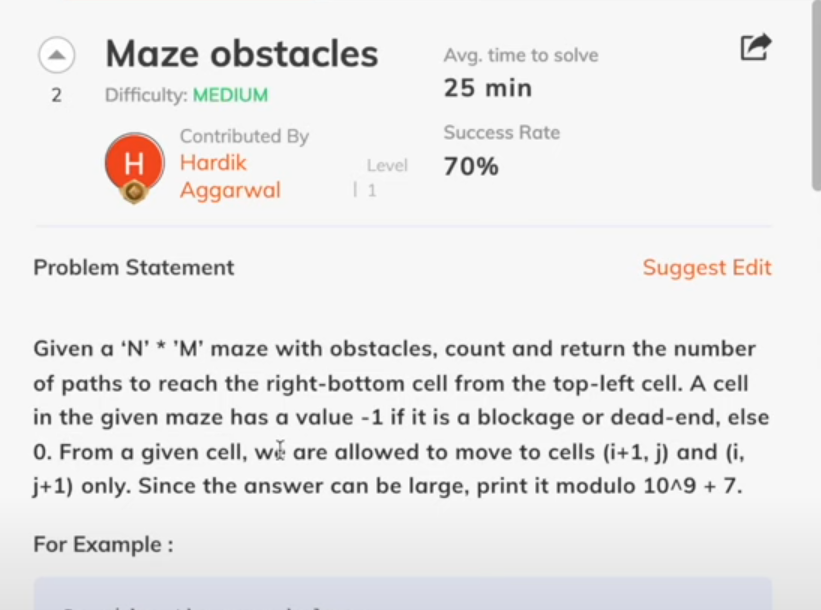 Maze obstacles
2
Difficulty: MEDIUM
Avg. time to solve
25 min
Contributed By
H
Hardik
Aggarwal
Level
| 1
Success Rate
70%
Problem Statement
Suggest Edit
Given a ‘N’ * ’M’ maze with obstacles, count and return the number
of paths to reach the right-bottom cell from the top-left cell. A cell
in the given maze has a value -1 if it is a blockage or dead-end, else
0. From a given cell, we are allowed to move to cells (i+1, j) and (i,
j+1) only. Since the answer can be large, print it modulo 10^9 + 7.
For Example :